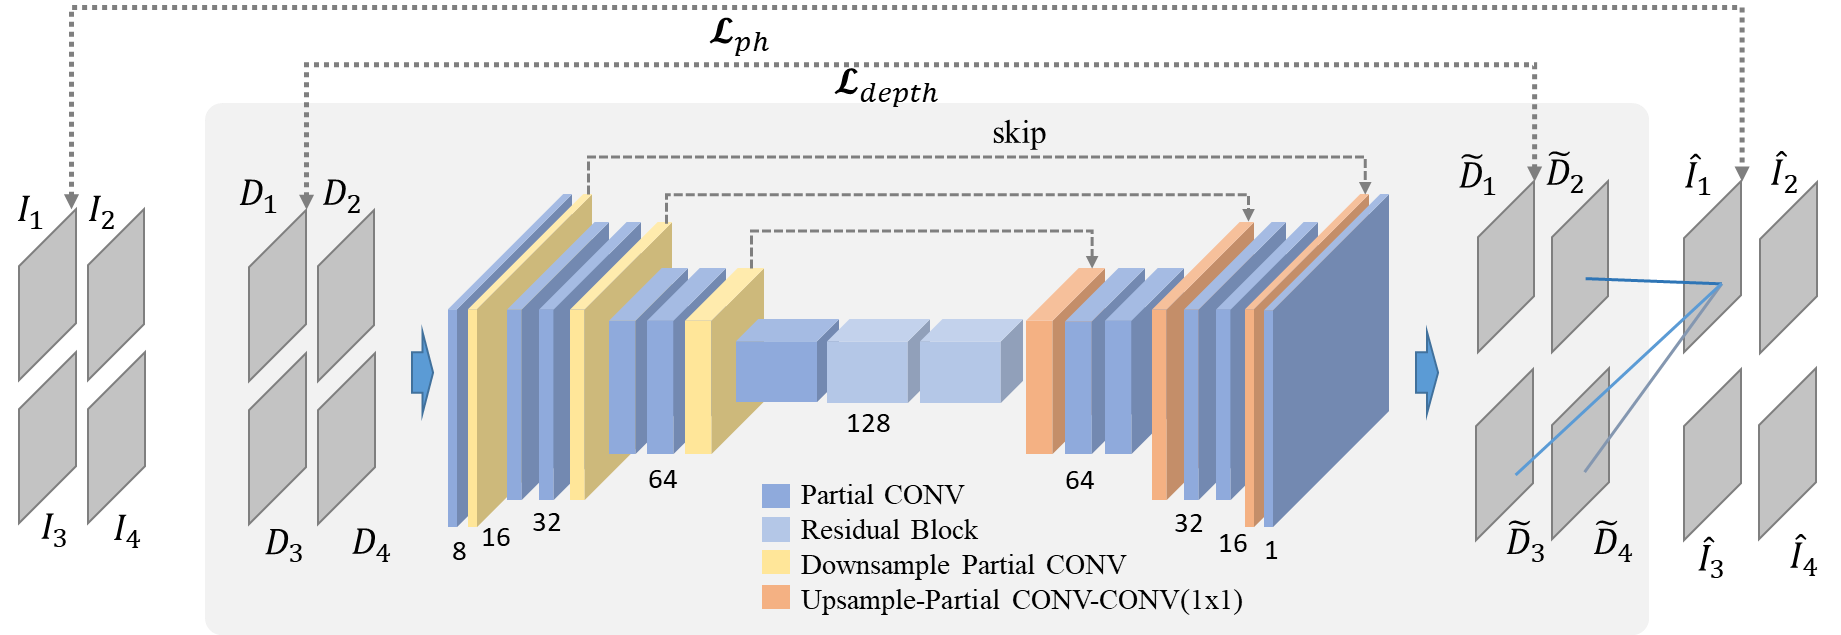 ℒph
ℒdepth
skip
I1 I2
D1 D2
D̃1 D̃2
Î1 Î2
128
64 64
I3 I4
D3 D4
8 16 32
32 16 1
D̃3 D̃4
Î3 Î4
Partial CONV
Residual Block
Downsample Partial CONV
Upsample-Partial CONV-CONV(1x1)